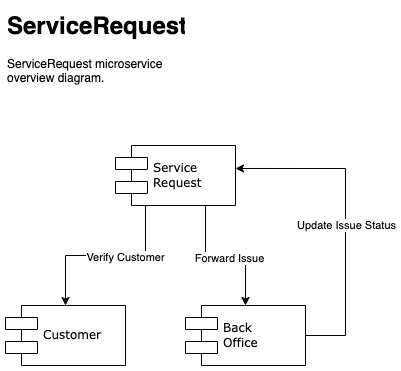 ServiceRequest
ServiceRequest microservice
overview diagram.
Service
Request
Update Issue Status
Verify Customer
Forward Issue
Customer
Back
Office